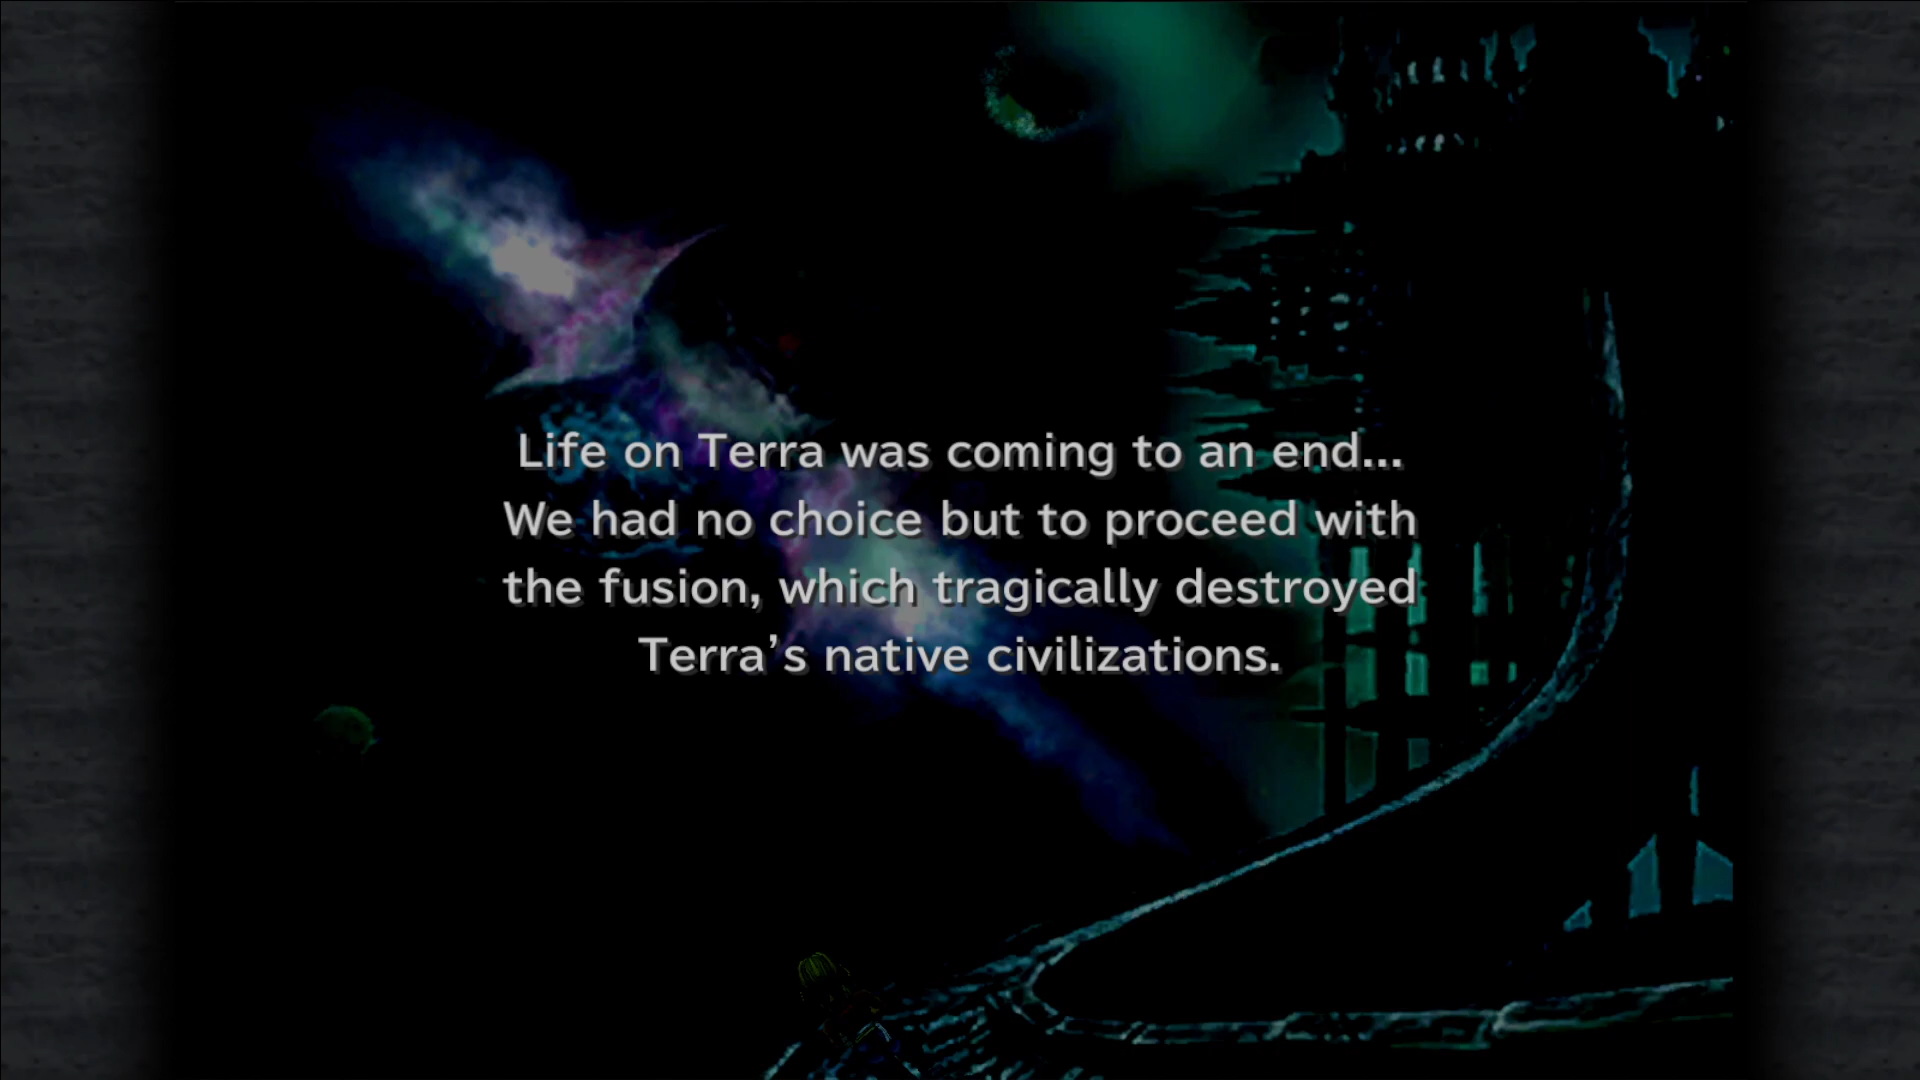 Life on Terra was coming to an end...
We had no choice but to proceed with
the fusion, which tragically destroyed
Terra’s native civilizations.